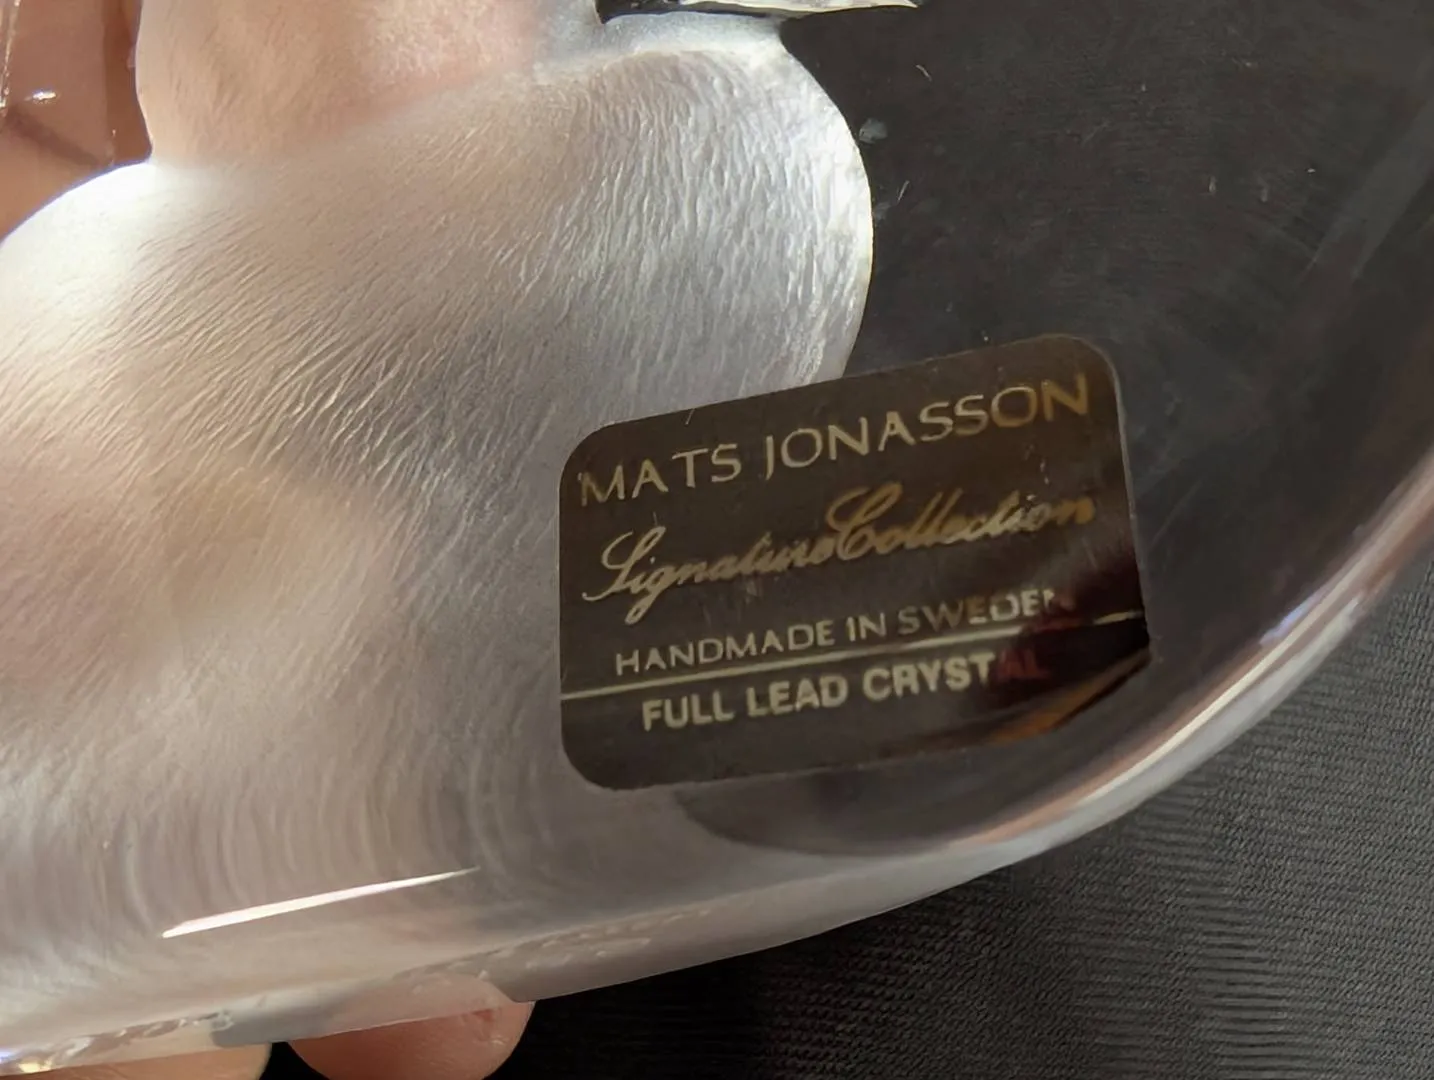 MATS JONASSON
Signature Collection
HANDMADE IN SWEDEN
FULL LEAD CRYSTAL